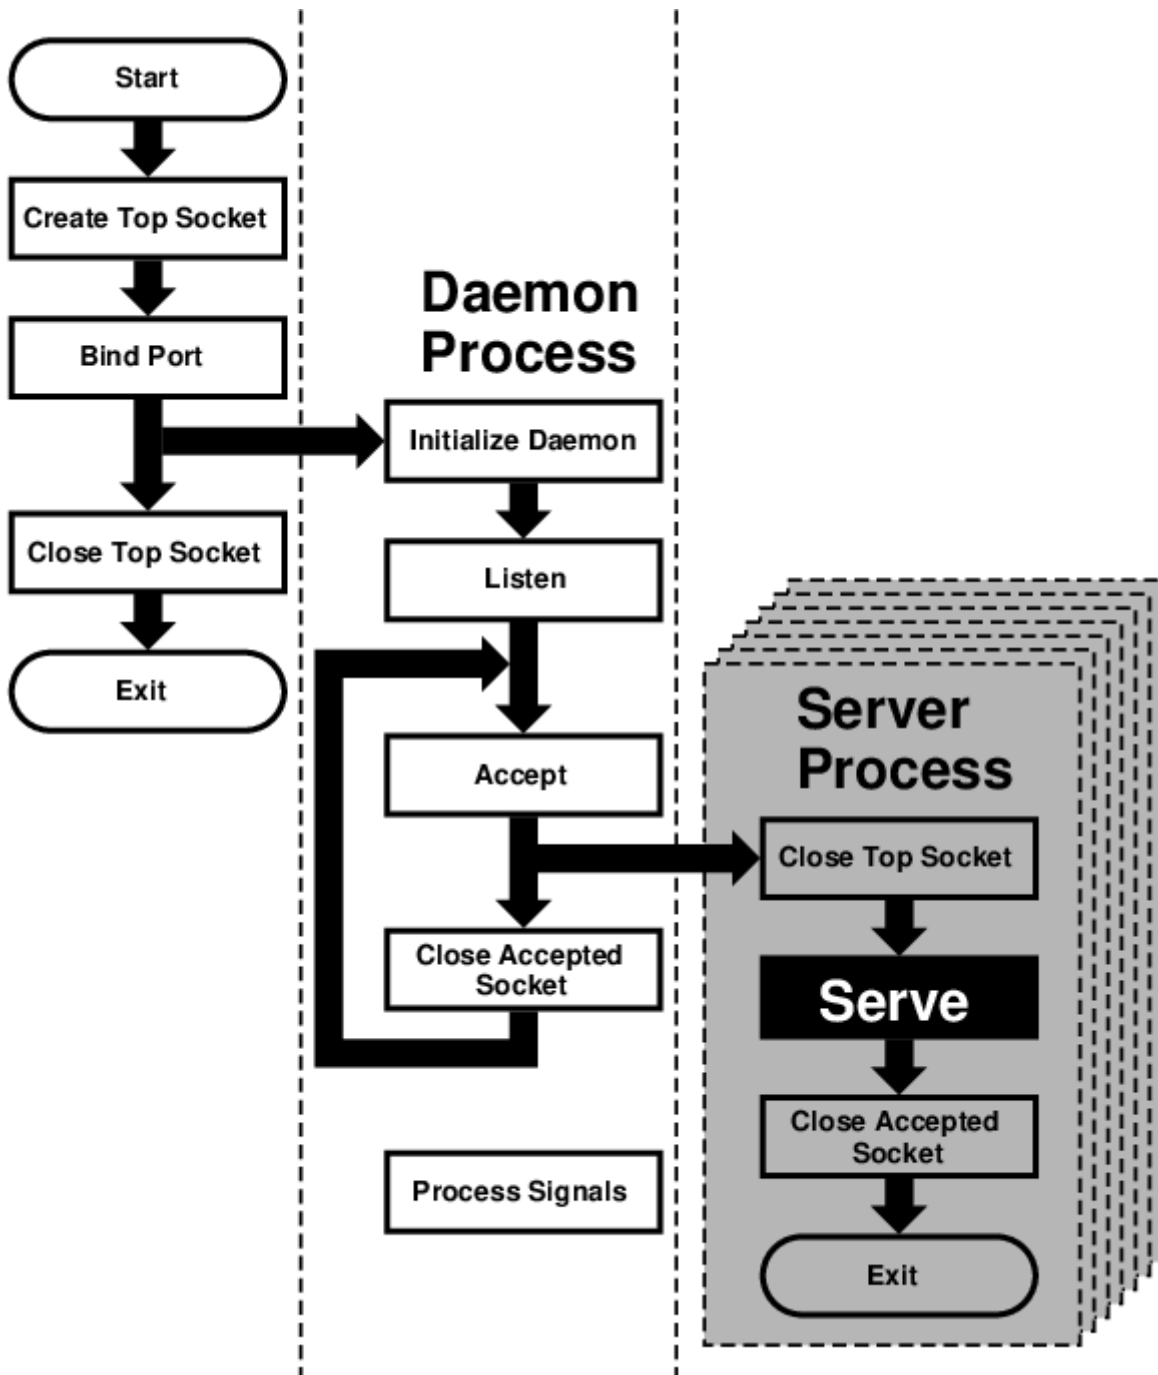 Start
Create Top Socket
Bind Port
Close Top Socket
Exit
Daemon
Process
Initialize Daemon
Listen
Accept
Close Accepted
Socket
Process Signals
Server
Process
Close Top Socket
Serve
Close Accepted
Socket
Exit